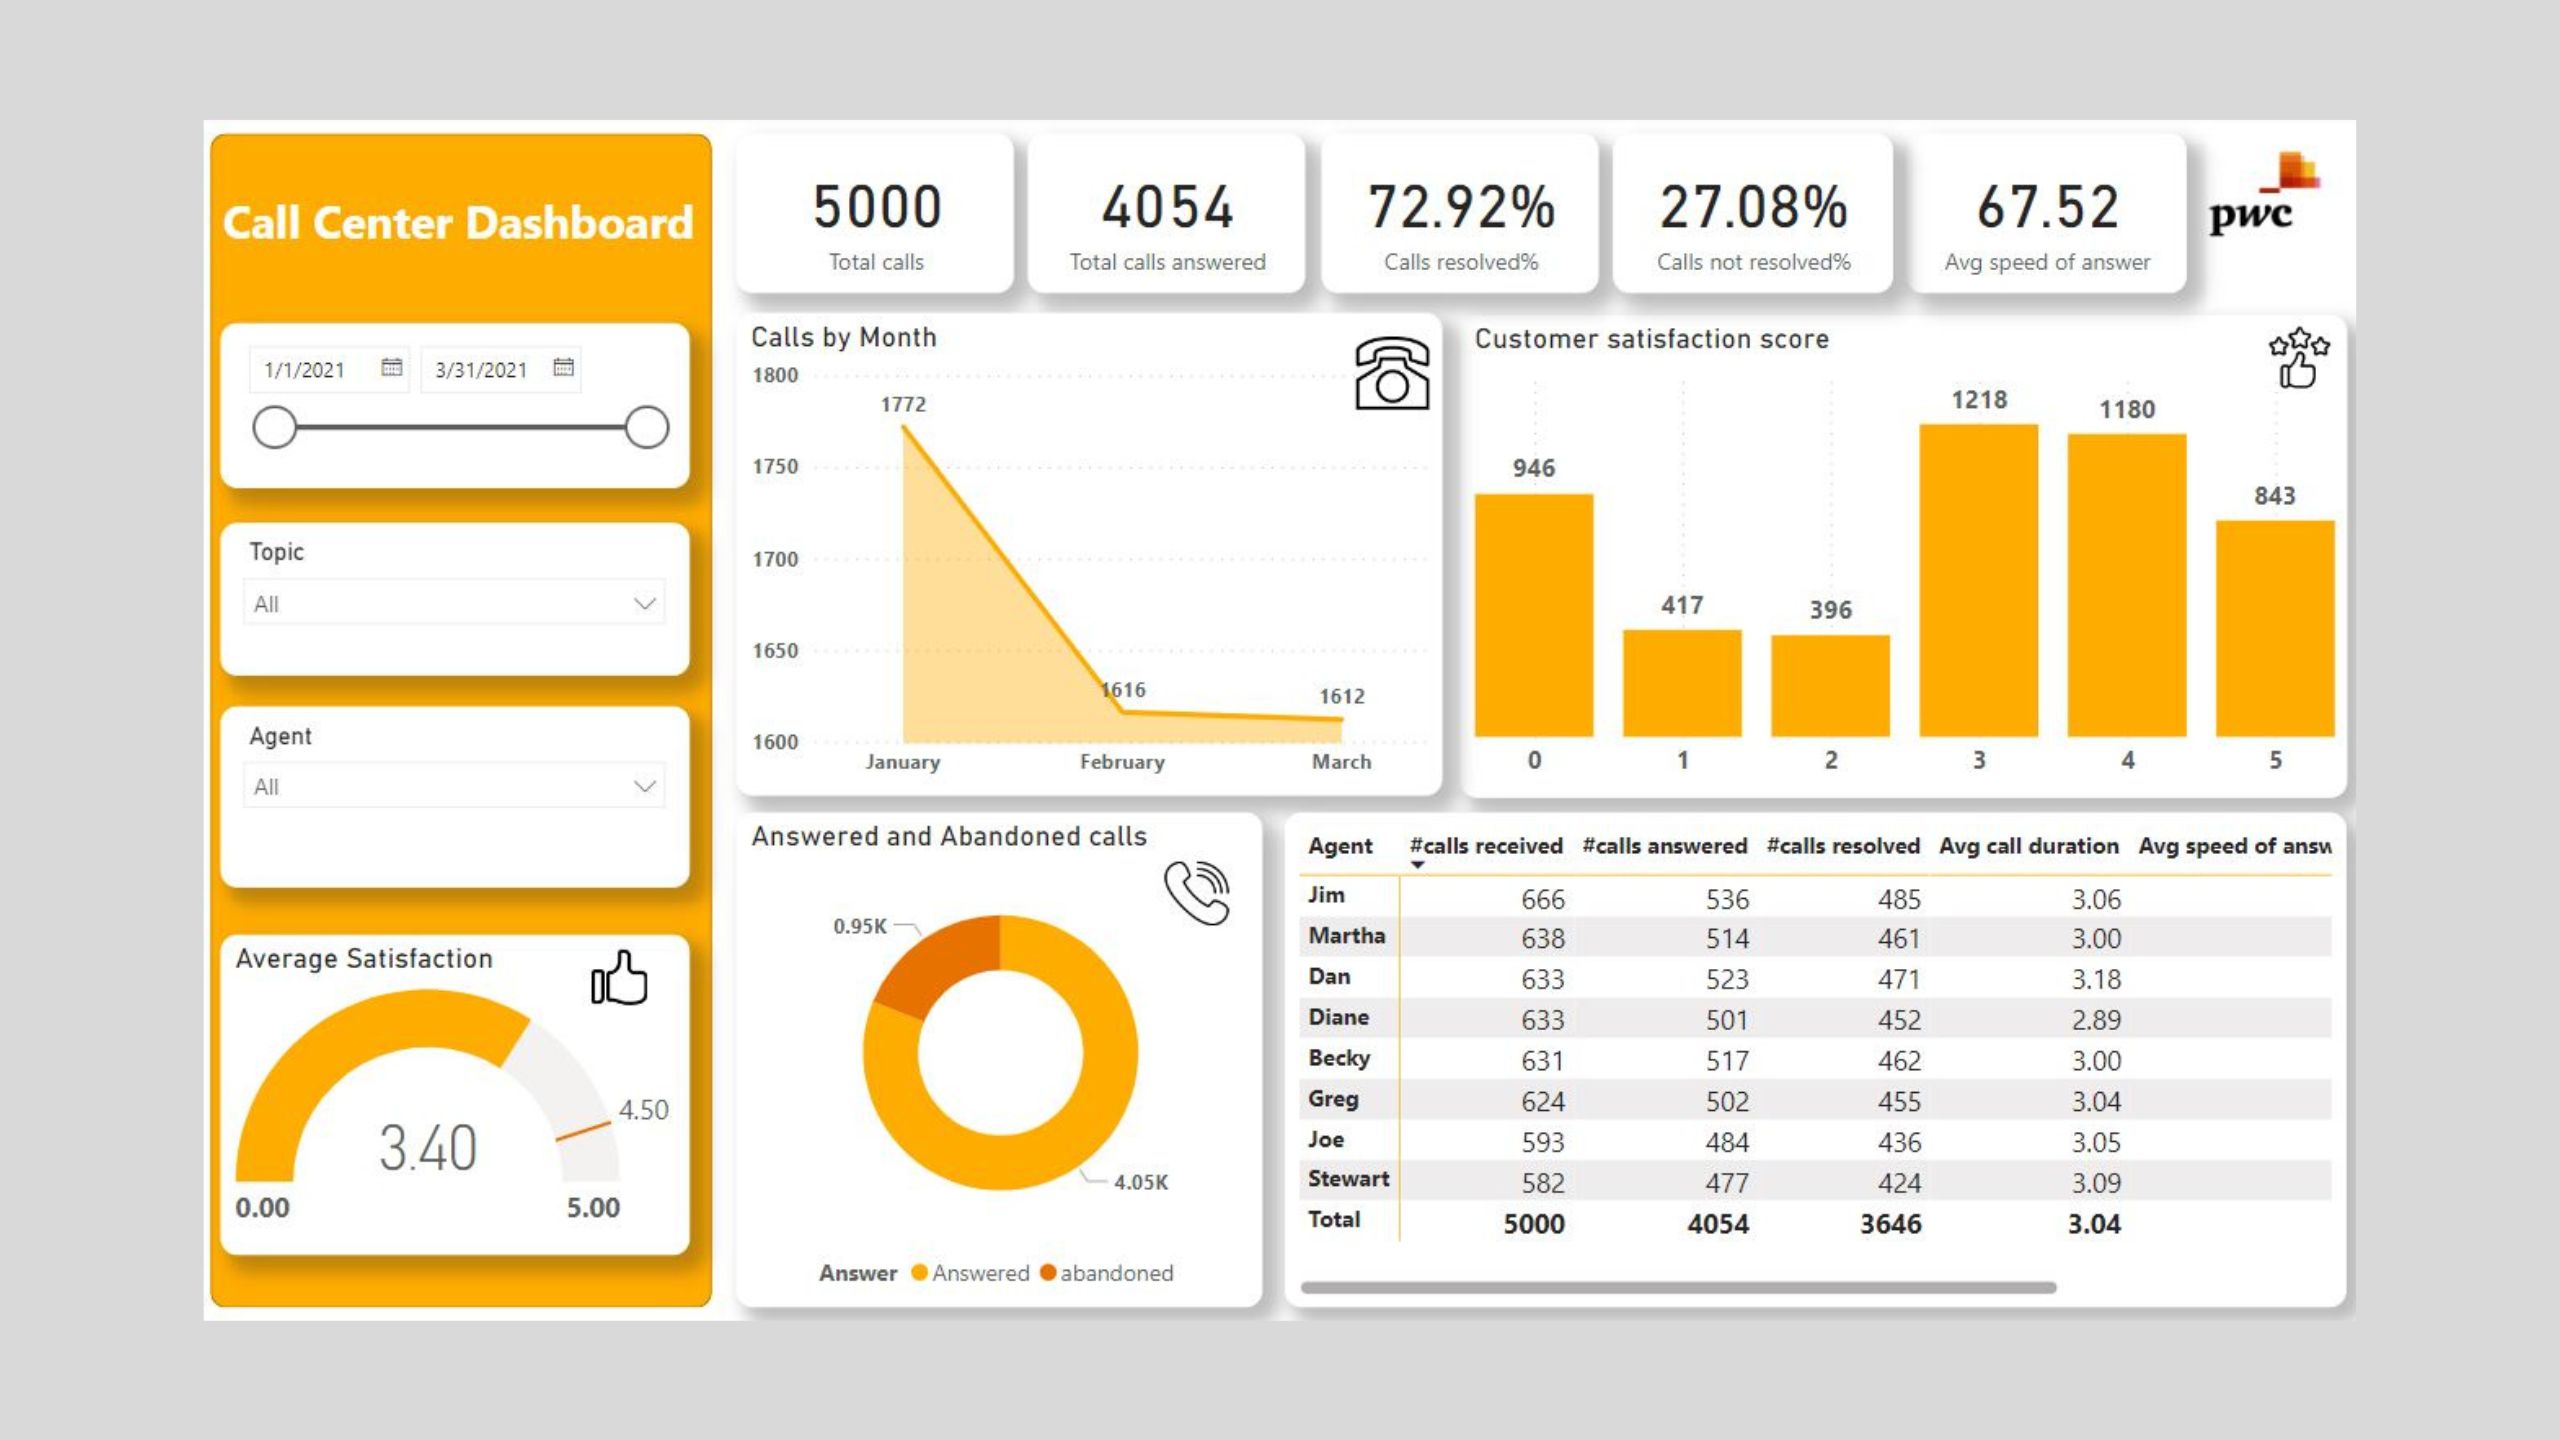 Call Center Dashboard
1/1/2021 3/31/2021
Topic
All
Agent
All
Average Satisfaction
4.50
3.40
0.00 5.00
5000
Total calls
4054
Total calls answered
72.92%
Calls resolved%
27.08%
Calls not resolved%
67.52
Avg speed of answer
pwc
Calls by Month
1800
1750
1700
1650
1600
1772
1616
1612
January February March
Customer satisfaction score
946 417 396 1218 1180 843
0 1 2 3 4 5
Answered and Abandoned calls
0.95K
4.05K
Answer Answered abandoned
Agent #calls received #calls answered #calls resolved Avg call duration Avg speed of answ
Jim 666 536 485 3.06
Martha 638 514 461 3.00
Dan 633 523 471 3.18
Diane 633 501 452 2.89
Becky 631 517 462 3.00
Greg 624 502 455 3.04
Joe 593 484 436 3.05
Stewart 582 477 424 3.09
Total 5000 4054 3646 3.04